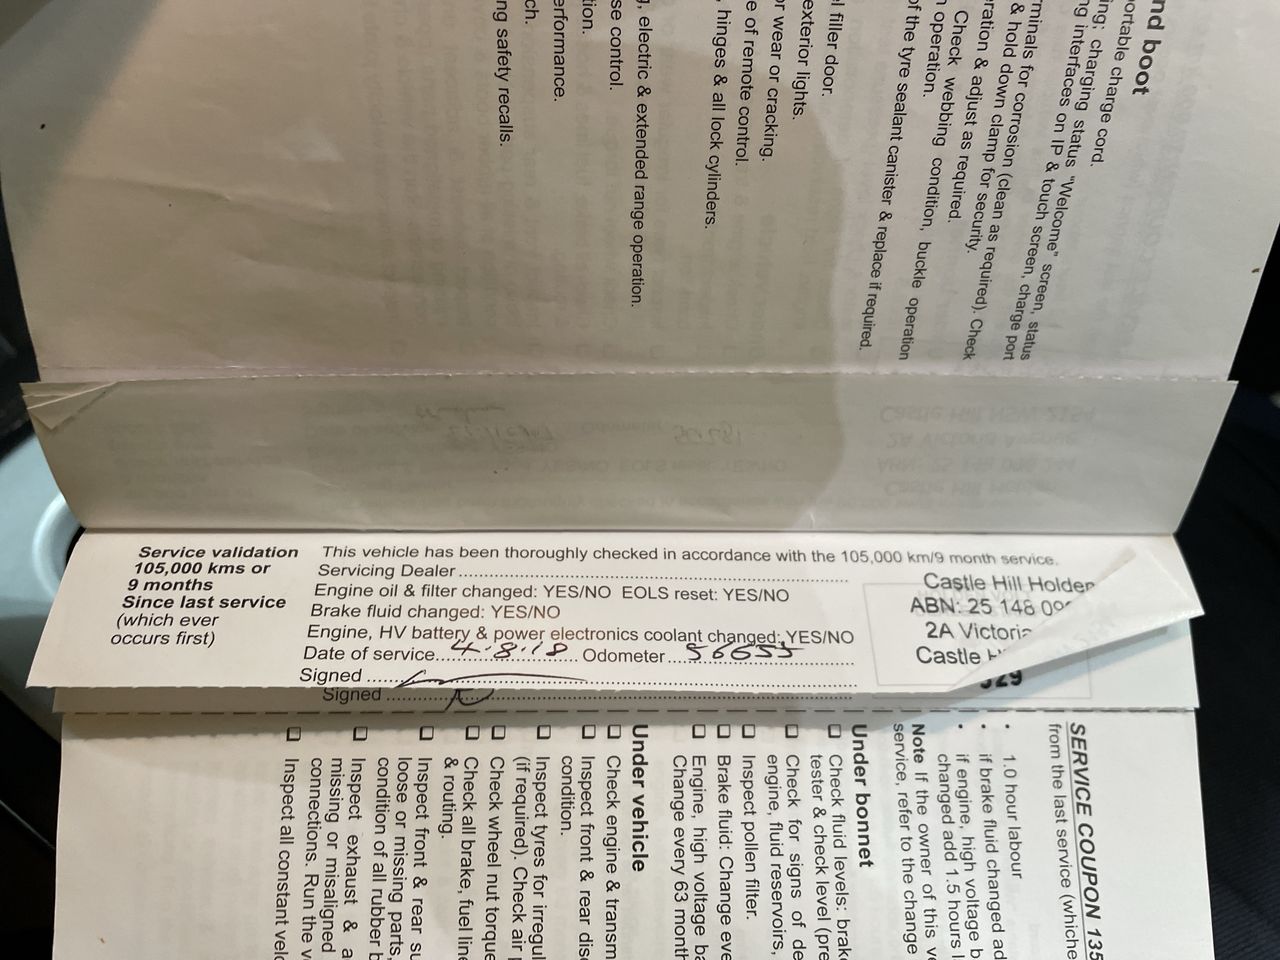 nd boot
ortable charge cord.
ing; charging status "Welcome" screen, status
ng interfaces on IP & touch screen, charge port
rminals for corrosion (clean as required). Check
& hold down clamp for security.
eration & adjust as required.
Check webbing condition, buckle operation
n operation.
of the tyre sealant canister & replace if required.
el filler door.
exterior lights.
or wear or cracking.
e of remote control.
, hinges & all lock cylinders.
g, electric & extended range operation.
se control.
tion.
erformance.
ch.
ng safety recalls.
Service validation
105,000 kms or
9 months
Since last service
(which ever
occurs first)
This vehicle has been thoroughly checked in accordance with the 105,000 km/9 month service.
Servicing Dealer
Engine oil & filter changed: YES/NO EOLS reset: YES/NO
Brake fluid changed: YES/NO
Engine, HV battery & power electronics coolant changed: YES/NO
Date of service 4.8.18 Odometer 56655
Signed
Signed
Castle Hill Holden
ABN: 25 148 09
2A Victoria
Castle H
529
SERVICE COUPON 135
from the last service (whiche
• 1.0 hour labour
• if brake fluid changed ad
• if engine, high voltage b
changed add 1.5 hours l
Note If the owner of this ve
service, refer to the change
Under bonnet
Check fluid levels: brake
tester & check level (pre
Check for signs of de
engine, fluid reservoirs,
Inspect pollen filter.
Brake fluid: Change eve
Engine, high voltage ba
Change every 63 month
Under vehicle
Check engine & transm
Inspect front & rear disc
condition.
Inspect tyres for irregul
(if required). Check air p
Check wheel nut torque
Check all brake, fuel line
& routing.
Inspect front & rear su
loose or missing parts,
condition of all rubber b
Inspect exhaust & a
missing or misaligned
connections. Run the v
Inspect all constant velo